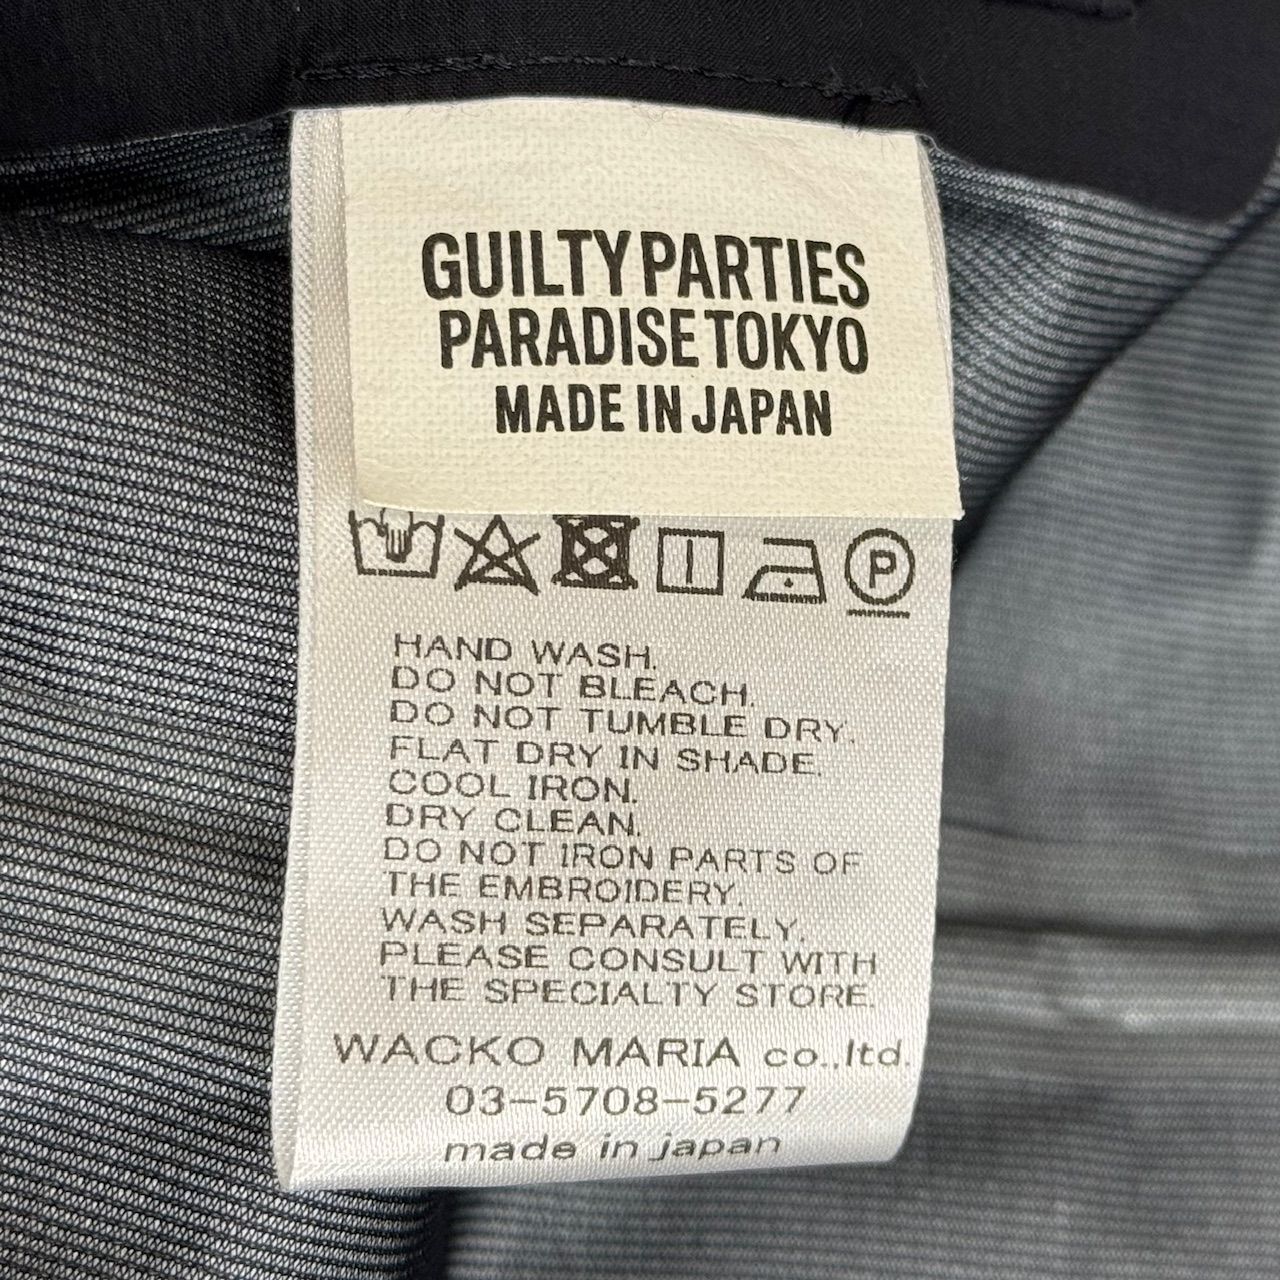 GUILTY PARTIES
PARADISE TOKYO
MADE IN JAPAN
P
HAND WASH.
DO NOT BLEACH.
DO NOT TUMBLE DRY.
FLAT DRY IN SHADE.
COOL IRON.
DRY CLEAN.
DO NOT IRON PARTS OF
THE EMBROIDERY.
WASH SEPARATELY.
PLEASE CONSULT WITH
THE SPECIALTY STORE.
WACKO MARIA co.,ltd.
03-5708-5277
made in japan